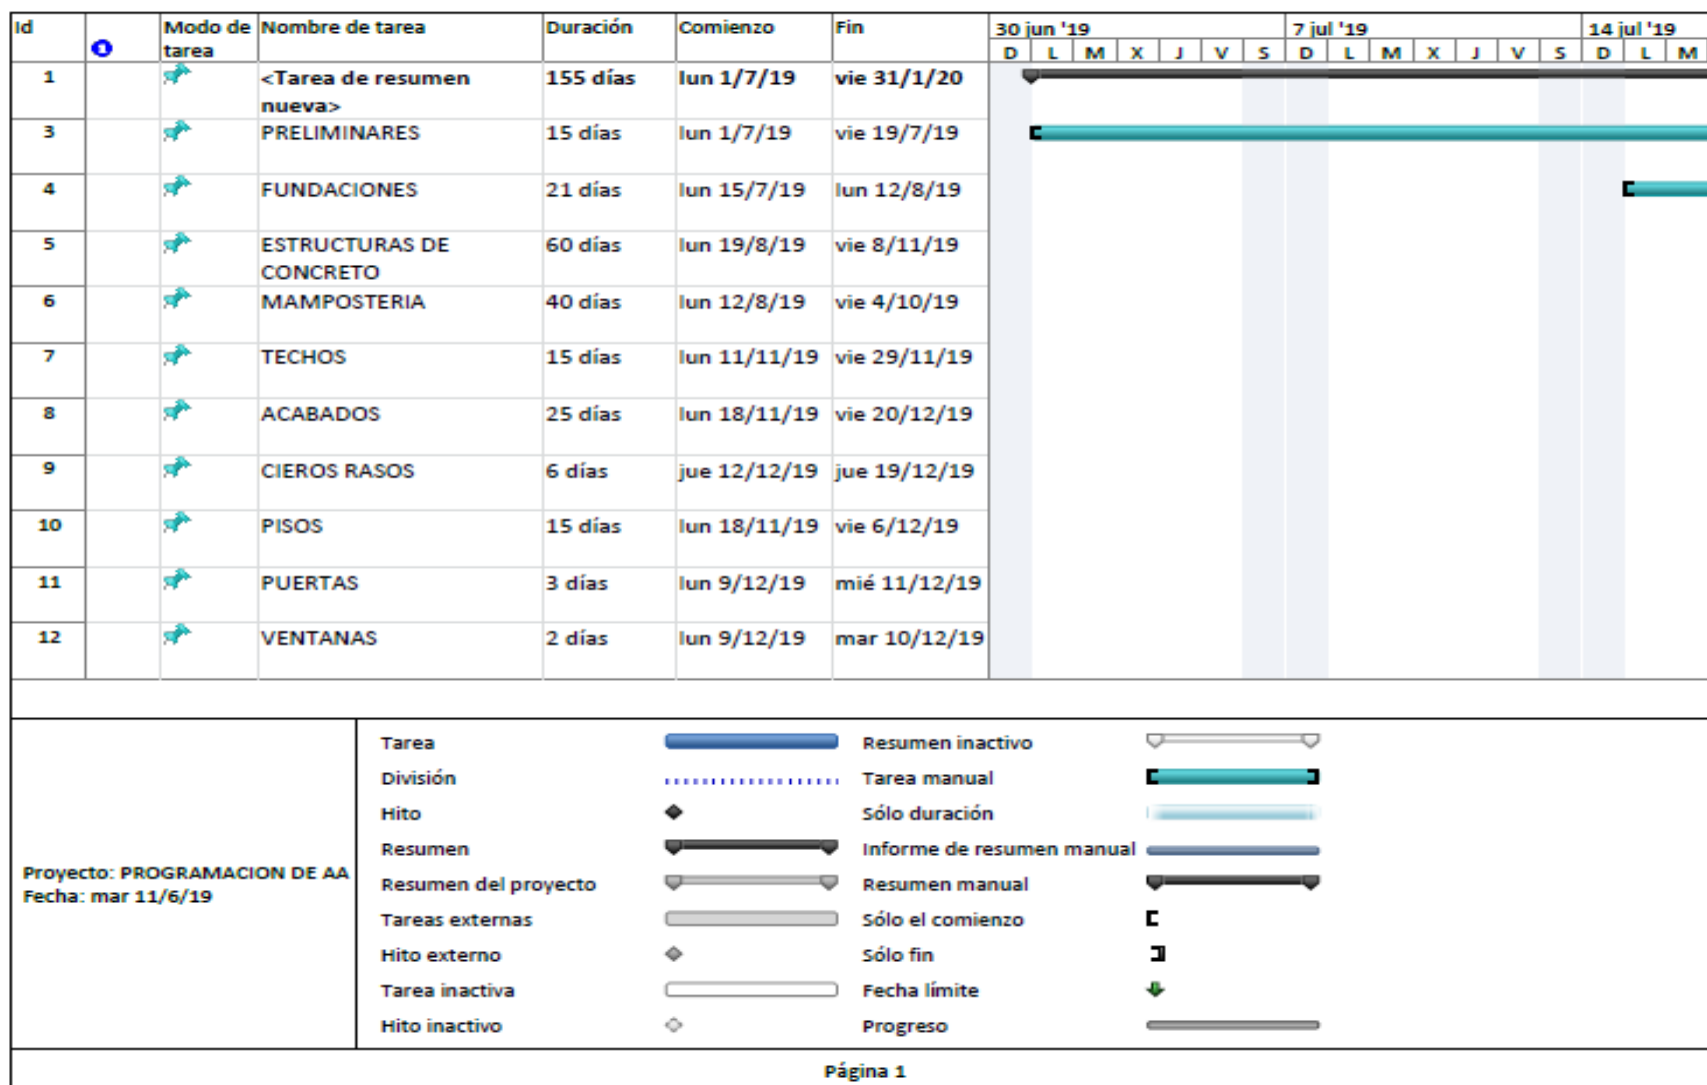 Id Modo de tarea Nombre de tarea Duración Comienzo Fin 30 jun '19 7 jul '19 14 jul '19
D L M X J V S D L M X J V S D L M
1 <Tarea de resumen nueva> 155 días lun 1/7/19 vie 31/1/20
3 PRELIMINARES 15 días lun 1/7/19 vie 19/7/19
4 FUNDACIONES 21 días lun 15/7/19 lun 12/8/19
5 ESTRUCTURAS DE CONCRETO 60 días lun 19/8/19 vie 8/11/19
6 MAMPOSTERIA 40 días lun 12/8/19 vie 4/10/19
7 TECHOS 15 días lun 11/11/19 vie 29/11/19
8 ACABADOS 25 días lun 18/11/19 vie 20/12/19
9 CIEROS RASOS 6 días jue 12/12/19 jue 19/12/19
10 PISOS 15 días lun 18/11/19 vie 6/12/19
11 PUERTAS 3 días lun 9/12/19 mié 11/12/19
12 VENTANAS 2 días lun 9/12/19 mar 10/12/19
Proyecto: PROGRAMACION DE AA
Fecha: mar 11/6/19
Tarea
División
Hito
Resumen
Resumen del proyecto
Tareas externas
Hito externo
Tarea inactiva
Hito inactivo
Resumen inactivo
Tarea manual
Sólo duración
Informe de resumen manual
Resumen manual
Sólo el comienzo
Sólo fin
Fecha límite
Progreso
Página 1